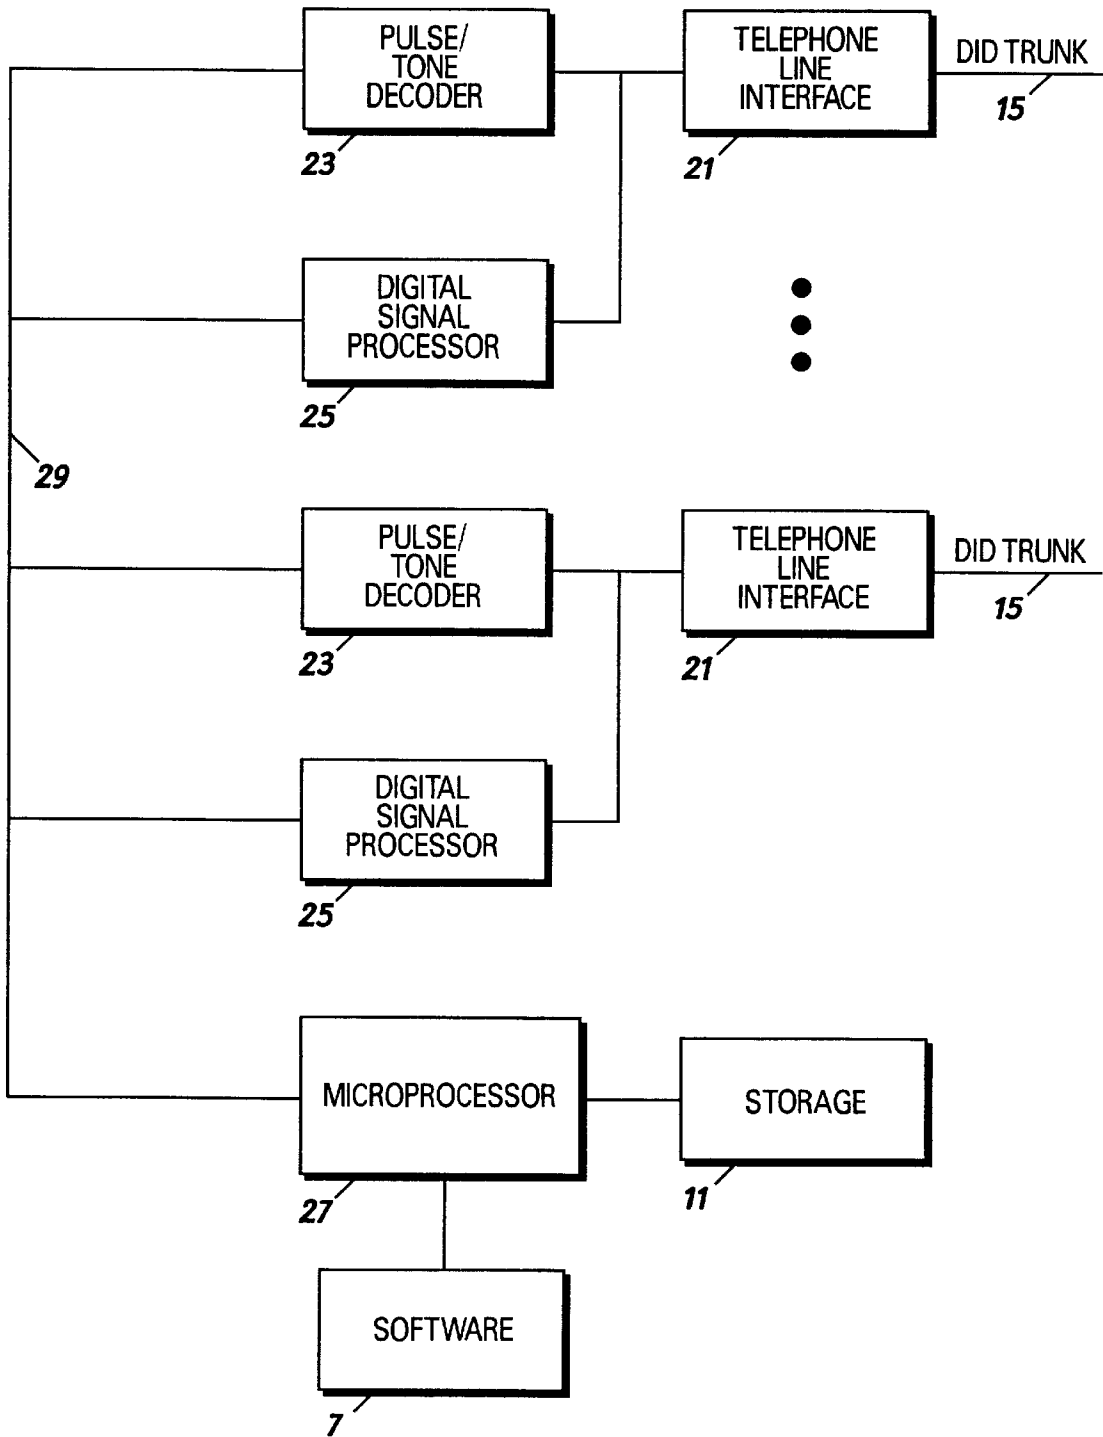 PULSE/
TONE
DECODER
23
TELEPHONE
LINE
INTERFACE
21
DID TRUNK
15
DIGITAL
SIGNAL
PROCESSOR
25
29
PULSE/
TONE
DECODER
23
TELEPHONE
LINE
INTERFACE
21
DID TRUNK
15
DIGITAL
SIGNAL
PROCESSOR
25
MICROPROCESSOR
27
STORAGE
11
SOFTWARE
7